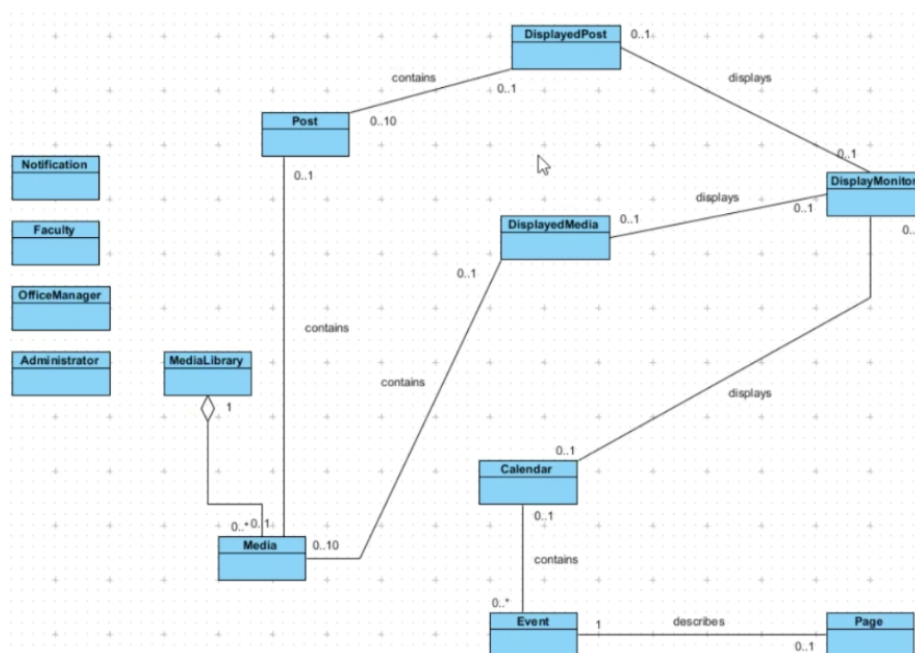 DisplayedPost
0..1
contains
displays
0..1
Post
0..10
0..1
Notification
0..1
DisplayMonitor
displays
Faculty
DisplayedMedia
0..1
0..1
0..
0..1
OfficeManager
contains
Administrator
MediaLibrary
contains
1
displays
0..1
Calendar
0..1
0..*
0..1
Media
0..10
contains
0..*
Event
1
describes
0..1
Page